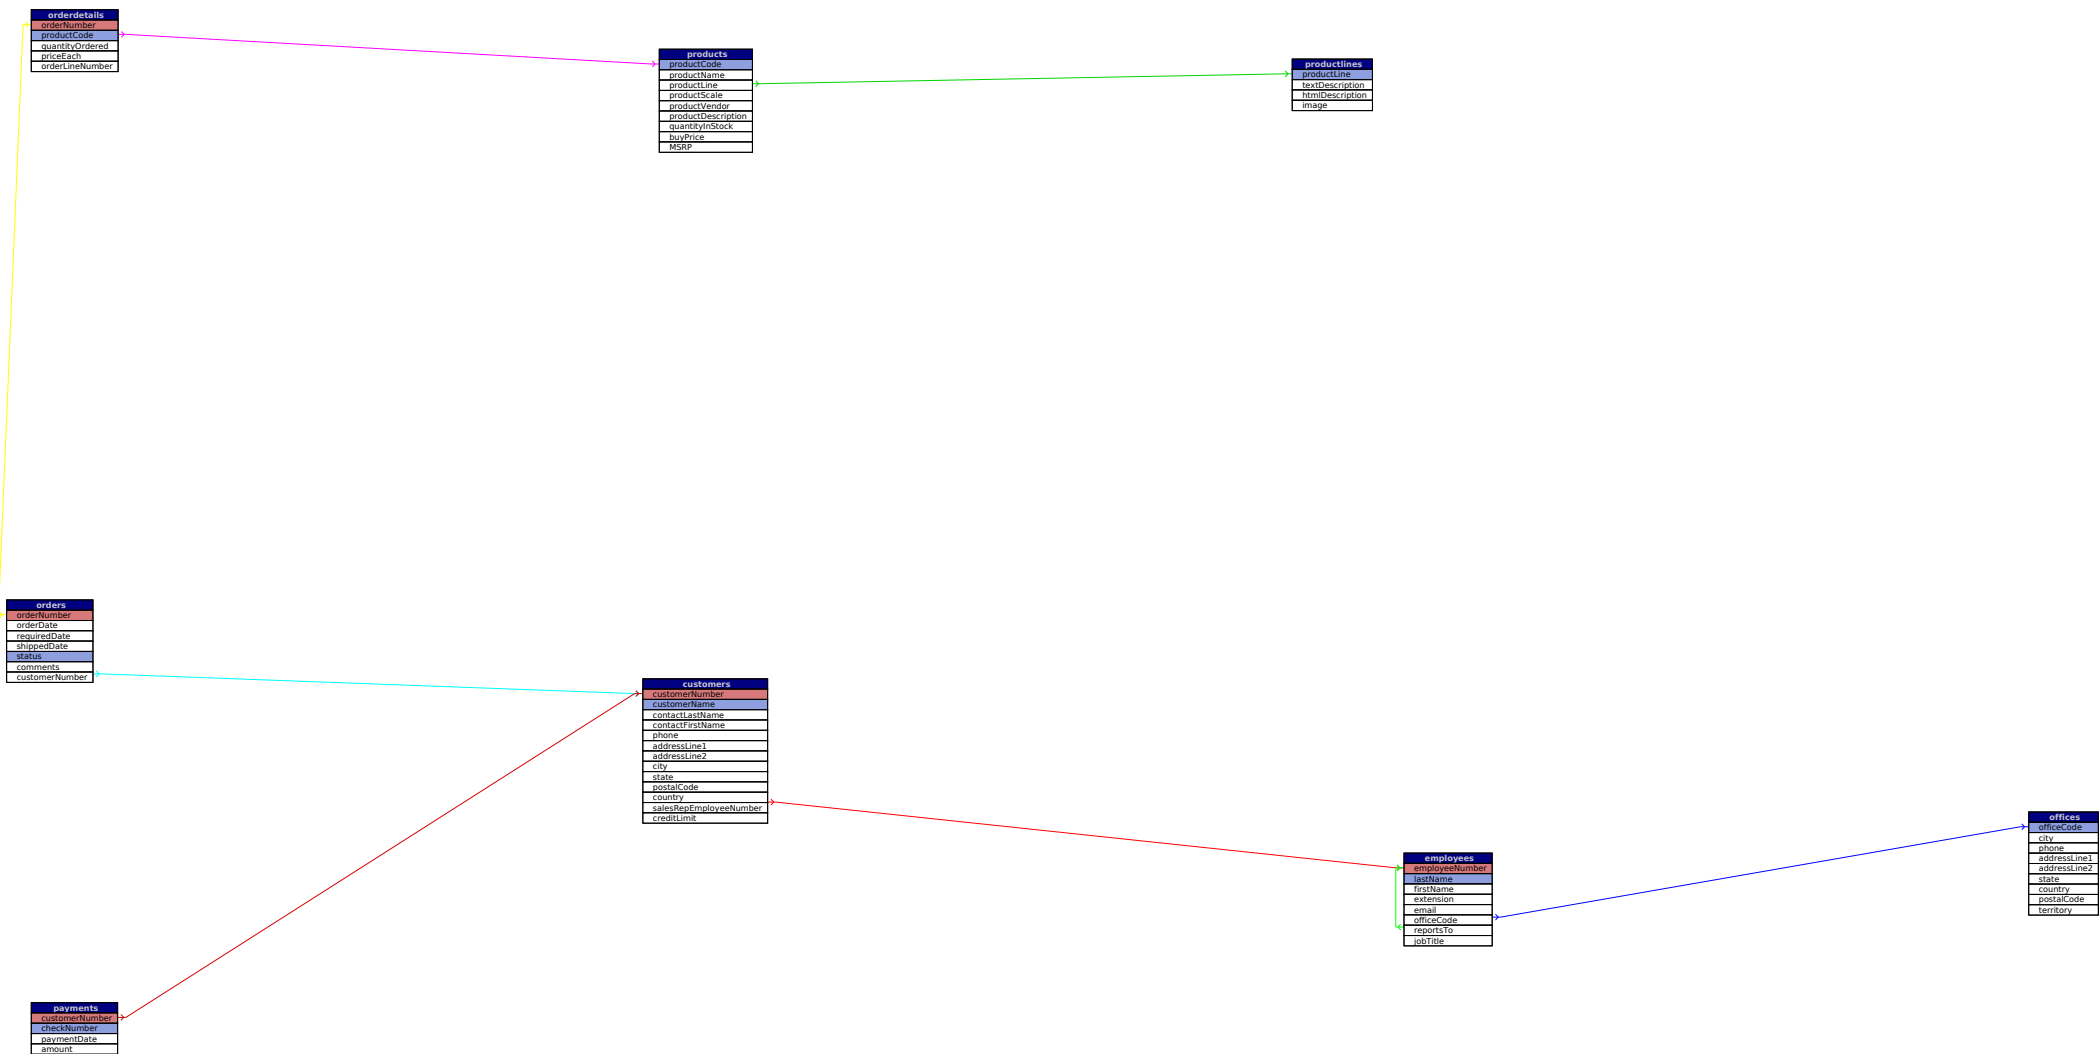 orderdetails
orderNumber
productCode
quantityOrdered
priceEach
orderLineNumber
products
productCode
productName
productLine
productScale
productVendor
productDescription
quantityInStock
buyPrice
MSRP
productlines
productLine
textDescription
htmlDescription
image
orders
orderNumber
orderDate
requiredDate
shippedDate
status
comments
customerNumber
customers
customerNumber
customerName
contactLastName
contactFirstName
phone
addressLine1
addressLine2
city
state
postalCode
country
salesRepEmployeeNumber
creditLimit
employees
employeeNumber
lastName
firstName
extension
email
officeCode
reportsTo
jobTitle
offices
officeCode
city
phone
addressLine1
addressLine2
state
country
postalCode
territory
payments
customerNumber
checkNumber
paymentDate
amount